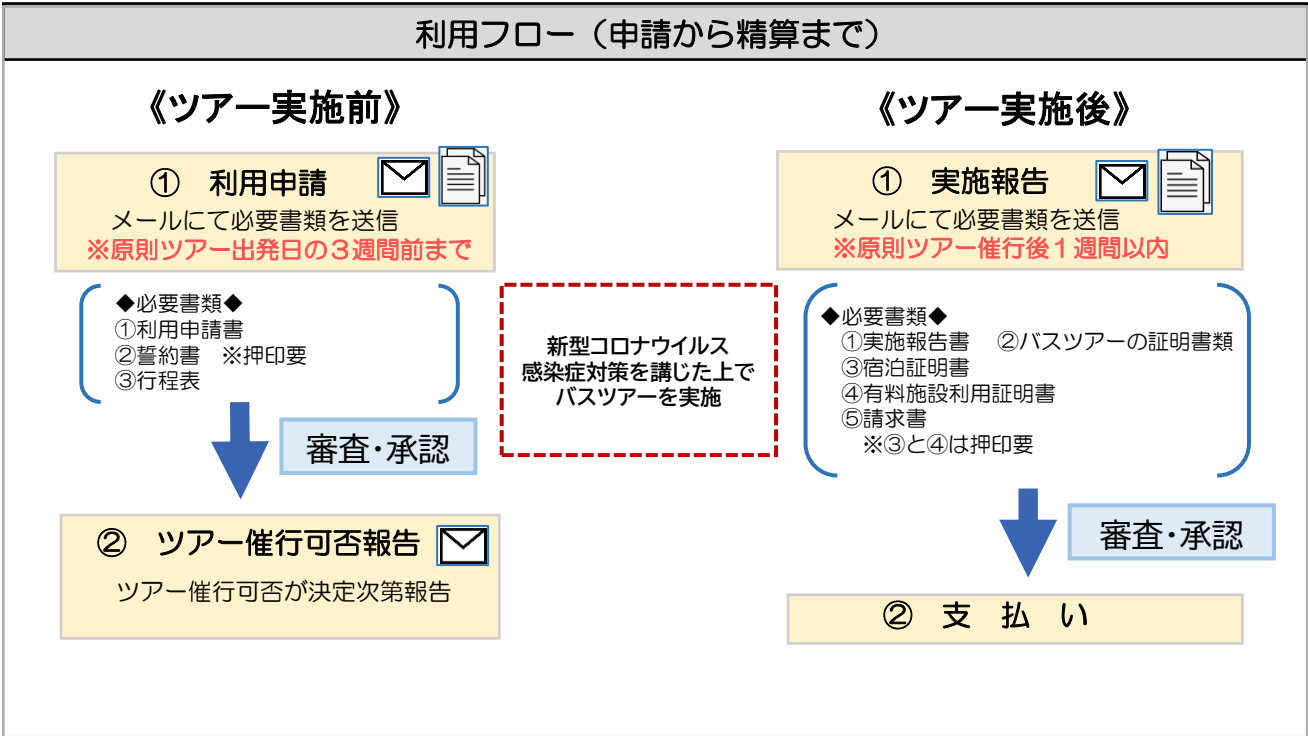 利用フロー（申請から精算まで）
《ツアー実施前》
① 利用申請
メールにて必要書類を送信
※原則ツアー出発日の３週間前まで
◆必要書類◆
①利用申請書
②誓約書　※押印要
③行程表
審査・承認
② ツアー催行可否報告
ツアー催行可否が決定次第報告
新型コロナウイルス
感染症対策を講じた上で
バスツアーを実施
《ツアー実施後》
① 実施報告
メールにて必要書類を送信
※原則ツアー催行後１週間以内
◆必要書類◆
①実施報告書　②バスツアーの証明書類
③宿泊証明書
④有料施設利用証明書
⑤請求書
※③と④は押印要
審査・承認
② 支 払 い